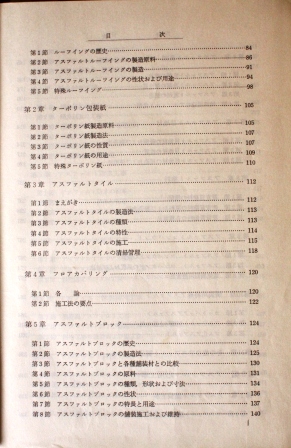 目　次
第1節　ルーフイングの歴史 84
第2節　アスファルトルーフイングの製造原料 86
第3節　アスファルトルーフイングの製造 91
第4節　アスファルトルーフイングの性状および用途 94
第5節　特殊ルーフイング 98
第2章　ターポリン包装紙 105
第1節　ターポリン紙製造原料 105
第2節　ターポリン紙製造法 107
第3節　ターポリン紙の性質 107
第4節　ターポリン紙の用途 109
第5節　特殊ターポリン紙 110
第3章　アスファルトタイル 112
第1節　まえがき 112
第2節　アスファルトタイルの製造法 113
第3節　アスファルトタイルの種類 113
第4節　アスファルトタイルの特性 114
第5節　アスファルトタイルの施工 115
第6節　アスファルトタイルの清掃管理 118
第4章　フロアカバリング 120
第1節　各　論 120
第2節　施工法の要点 122
第5章　アスファルトブロック 124
第1節　アスファルトブロックの歴史 124
第2節　アスファルトブロックの製造法 125
第3節　アスファルトブロックと各種舗装材との比較 130
第4節　アスファルトブロックの原料 131
第5節　アスファルトブロックの種類，形状および寸法 134
第6節　アスファルトブロックの性状 136
第7節　アスファルトブロックの特長と用途 137
第8節　アスファルトブロックの舗装施工および維持 140